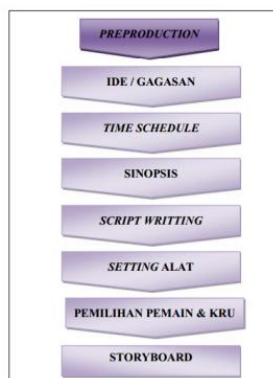 PREPRODUCTION
IDE / GAGASAN
TIME SCHEDULE
SINOPSIS
SCRIPT WRITTING
SETTING ALAT
PEMILIHAN PEMAIN & KRU
STORYBOARD